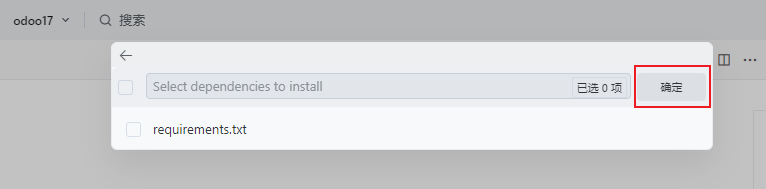 odoo17 搜索
Select dependencies to install 已选 0 项 确定
requirements.txt